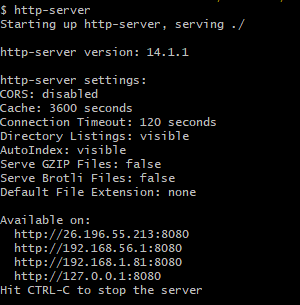 $ http-server
Starting up http-server, serving ./
http-server version: 14.1.1
http-server settings:
CORS: disabled
Cache: 3600 seconds
Connection Timeout: 120 seconds
Directory Listings: visible
AutoIndex: visible
Serve GZIP Files: false
Serve Brotli Files: false
Default File Extension: none
Available on:
http://26.196.55.213:8080
http://192.168.56.1:8080
http://192.168.1.81:8080
http://127.0.0.1:8080
Hit CTRL-C to stop the server